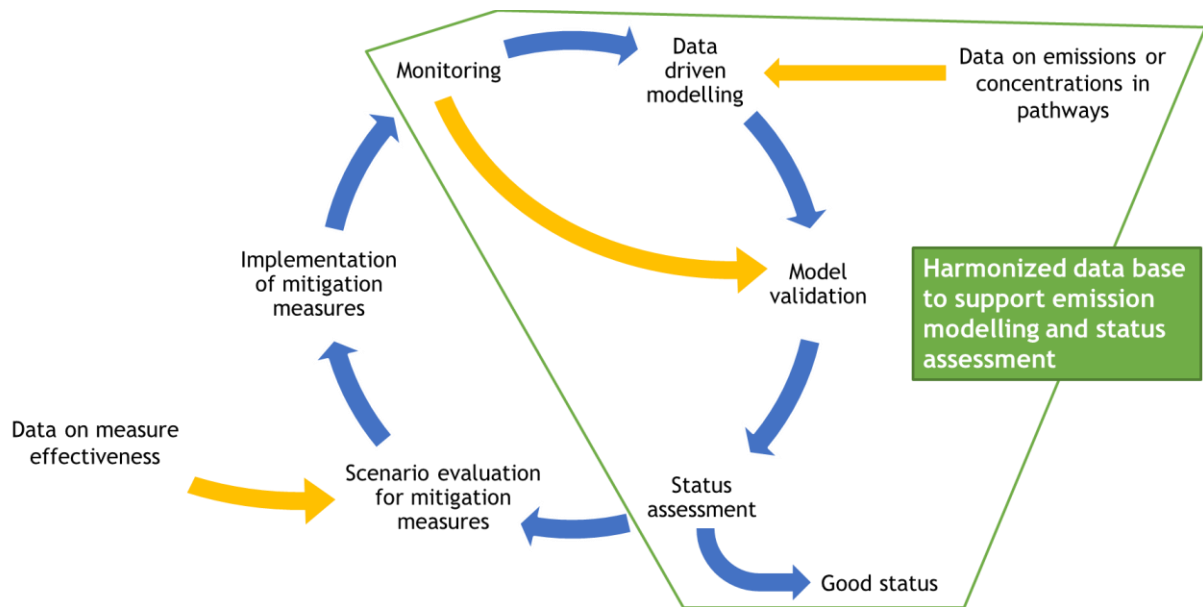 Monitoring
Data
driven
modelling
Data on emissions or
concentrations in
pathways
Implementation
of mitigation
measures
Model
validation
Harmonized data base
to support emission
modelling and status
assessment
Data on measure
effectiveness
Scenario evaluation
for mitigation
measures
Status
assessment
Good status